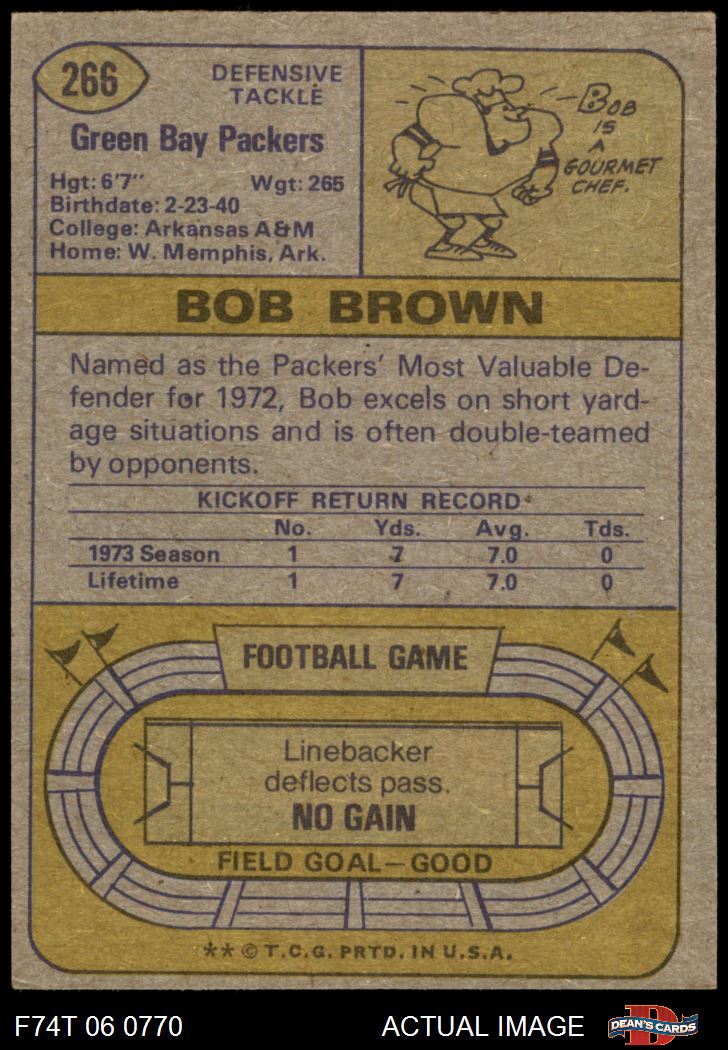 266
DEFENSIVE
TACKLE
Green Bay Packers
Hgt: 6'7" Wgt: 265
Birthdate: 2-23-40
College: Arkansas A&M
Home: W. Memphis, Ark.
BOB
IS
A
GOURMET
CHEF.
BOB BROWN
Named as the Packers' Most Valuable De-
fender for 1972, Bob excels on short yard-
age situations and is often double-teamed
by opponents.
KICKOFF RETURN RECORD
No. Yds. Avg. Tds.
1973 Season 1 7 7.0 0
Lifetime 1 7 7.0 0
FOOTBALL GAME
Linebacker
deflects pass.
NO GAIN
FIELD GOAL—GOOD
** © T.C.G. PRTD. IN U.S.A.
F74T 06 0770 ACTUAL IMAGE
D
DEAN'S CARDS